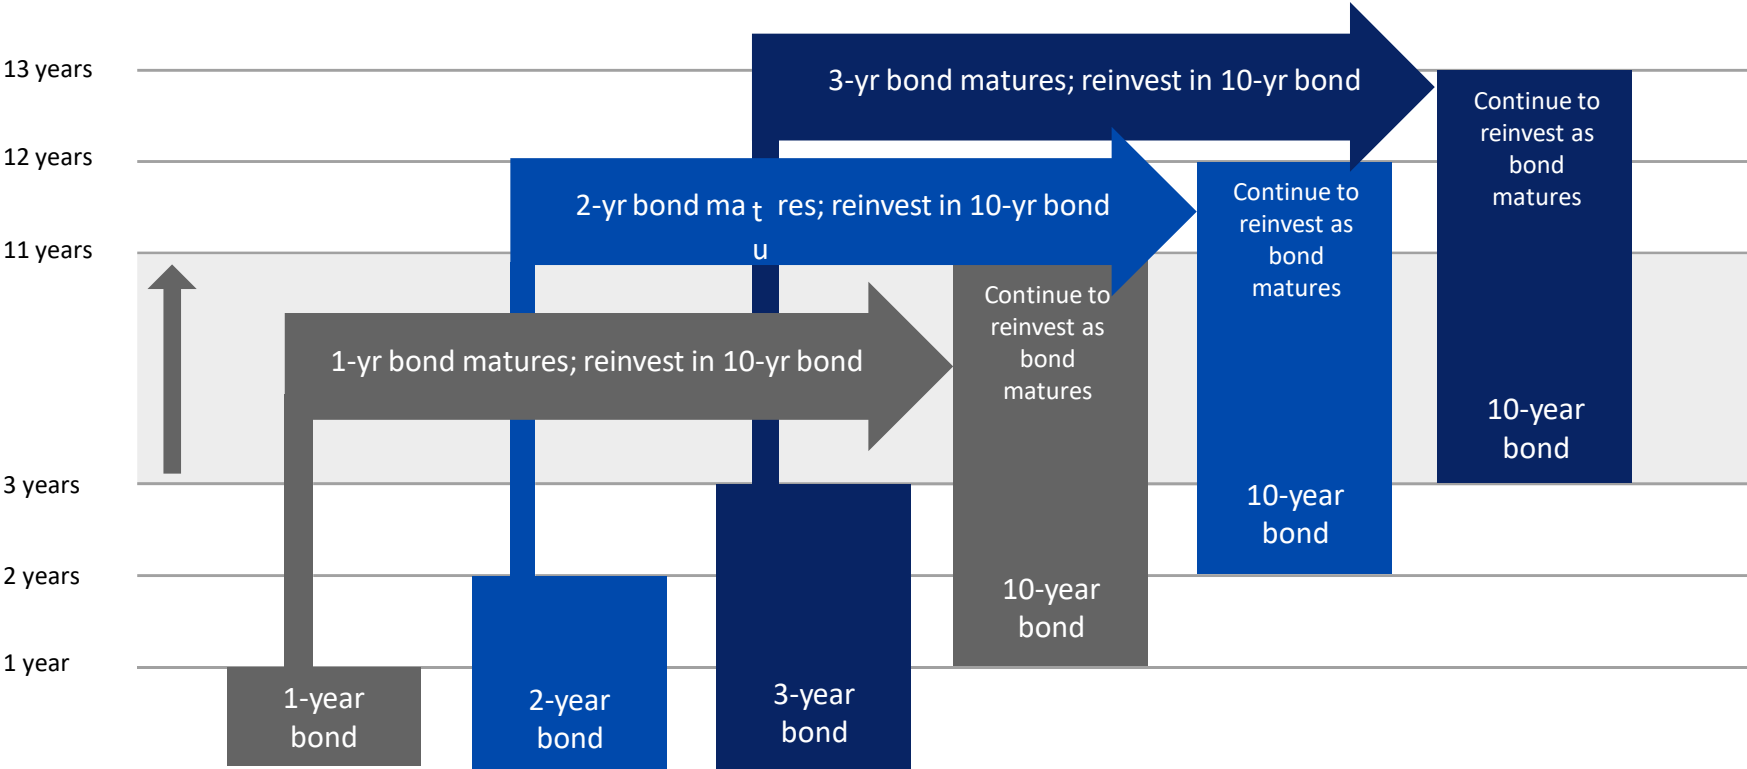 13 years
12 years
11 years
3 years
2 years
1 year
3-yr bond matures; reinvest in 10-yr bond
2-yr bond ma t res; reinvest in 10-yr bond
u
1-yr bond matures; reinvest in 10-yr bond
1-year
bond
2-year
bond
3-year
bond
Continue to
reinvest as
bond
matures
10-year
bond
Continue to
reinvest as
bond
matures
10-year
bond
Continue to
reinvest as
bond
matures
10-year
bond